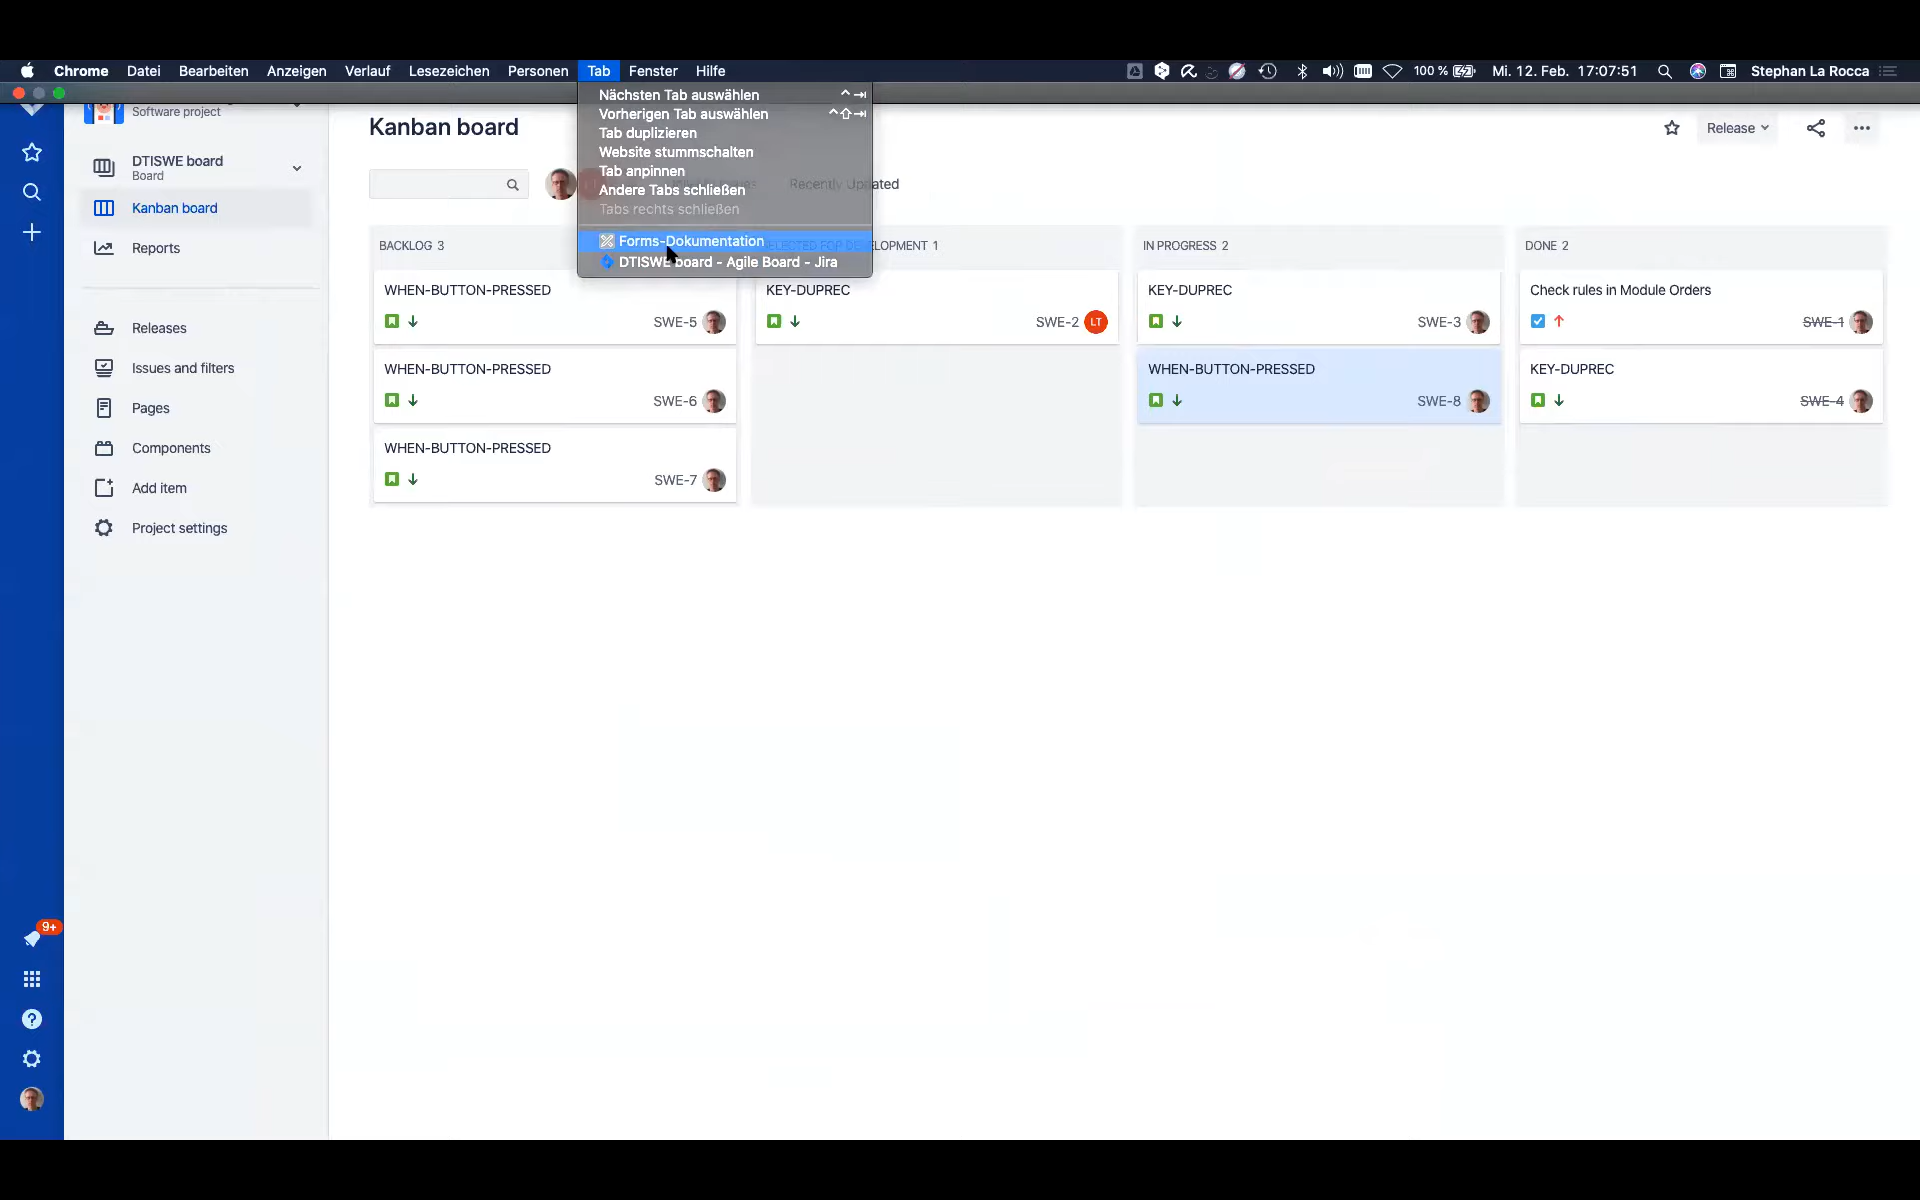 Chrome Datei Bearbeiten Anzeigen Verlauf Lesezeichen Personen Tab Fenster Hilfe
100 % Mi. 12. Feb. 17:07:51 Stephan La Rocca
Nächsten Tab auswählen
Vorherigen Tab auswählen
Tab duplizieren
Website stummschalten
Tab anpinnen
Andere Tabs schließen
Tabs rechts schließen
Forms-Dokumentation
DTISWE board - Agile Board - Jira
Software project
DTISWE board
Board
Kanban board
Reports
Releases
Issues and filters
Pages
Components
Add item
Project settings
9+
Kanban board
Release
Recently Updated
BACKLOG 3
WHEN-BUTTON-PRESSED
SWE-5
WHEN-BUTTON-PRESSED
SWE-6
WHEN-BUTTON-PRESSED
SWE-7
SELECTED FOR DEVELOPMENT 1
KEY-DUPREC
SWE-2 LT
IN PROGRESS 2
KEY-DUPREC
SWE-3
WHEN-BUTTON-PRESSED
SWE-8
DONE 2
Check rules in Module Orders
SWE-1
KEY-DUPREC
SWE-4